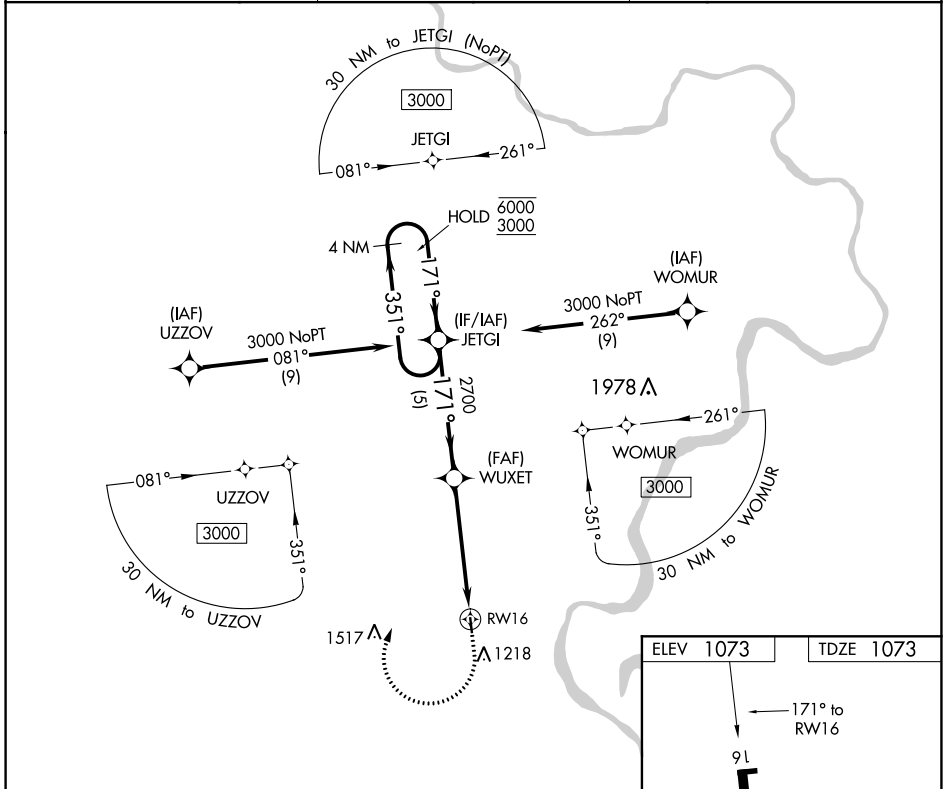 30 NM to JETGI (NoPT)
3000
JETGI
081°
261°
HOLD 6000
3000
4 NM
171°
351°
(IAF)
WOMUR
3000 NoPT
262°
(9)
(IAF)
UZZOV
3000 NoPT
081°
(9)
(IF/IAF)
JETGI
2700
171°
(5)
1978
261°
WOMUR
3000
351°
30 NM to WOMUR
(FAF)
WUXET
081°
UZZOV
3000
351°
30 NM to UZZOV
RW16
1517
1218
ELEV 1073
TDZE 1073
171° to
RW16
16